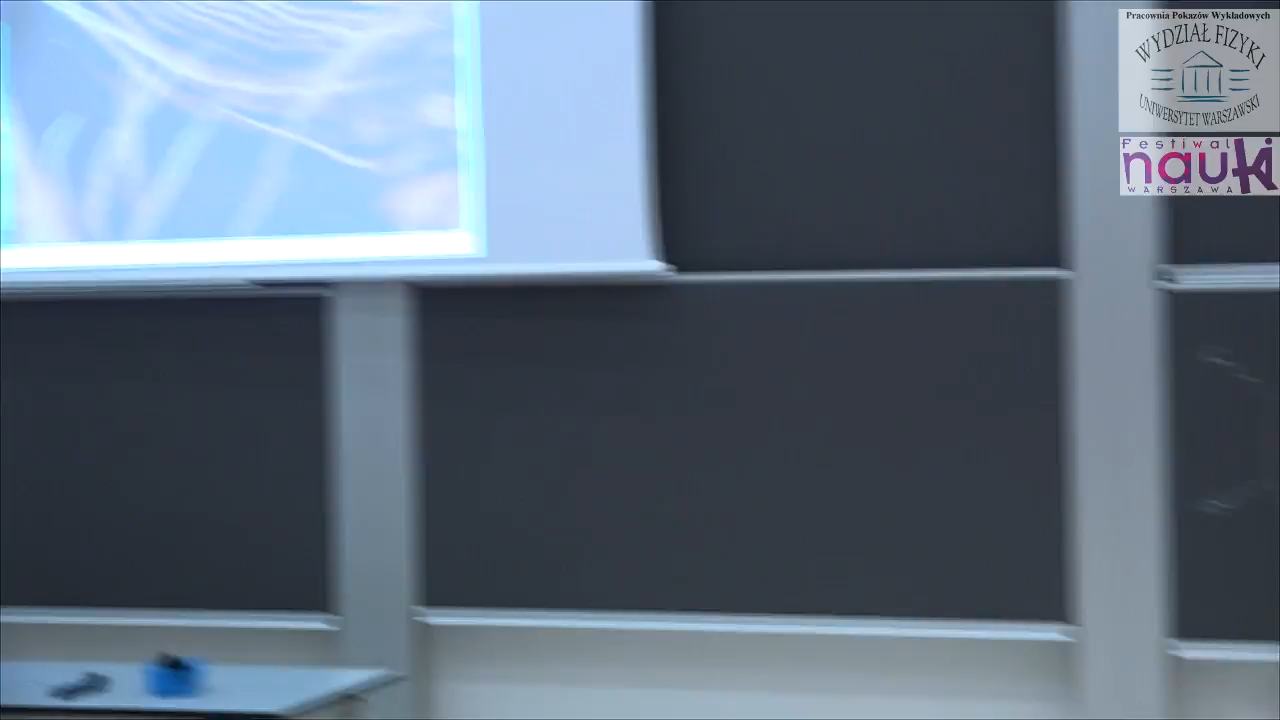 Pracownia Pokazów Wykładowych
WYDZIAŁ FIZYKI
UNIWERSYTET WARSZAWSKI
Festiwal
nauki
WARSZAWA